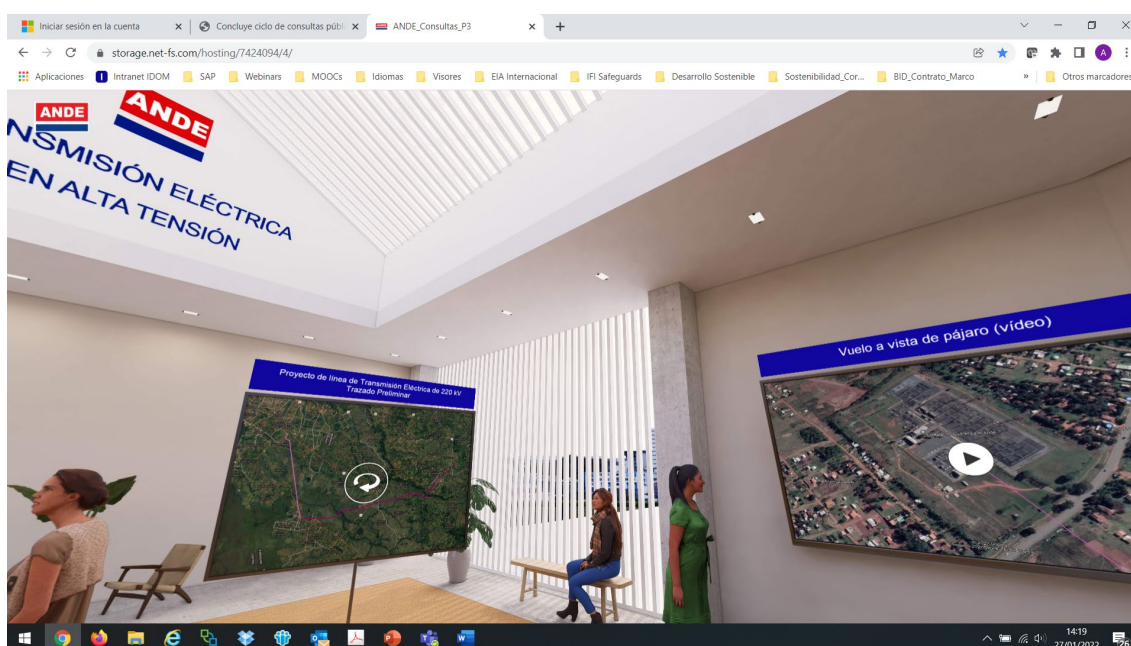 Iniciar sesión en la cuenta
Concluye ciclo de consultas públi
ANDE_Consultas_P3
storage.net-fs.com/hosting/7424094/4/
A
Aplicaciones
Intranet IDOM
SAP
Webinars
MOOCs
Idiomas
Visores
EIA Internacional
IFI Safeguards
Desarrollo Sostenible
Sostenibilidad_Cor...
BID_Contrato_Marco
»
Otros marcadores
ANDE
ANDE
NSMISIÓN ELÉCTRICA
EN ALTA TENSIÓN
Proyecto de línea de Transmisión Eléctrica de 220 kV
Trazado Preliminar
Vuelo a vista de pájaro (vídeo)
14:19
27/01/2022
26